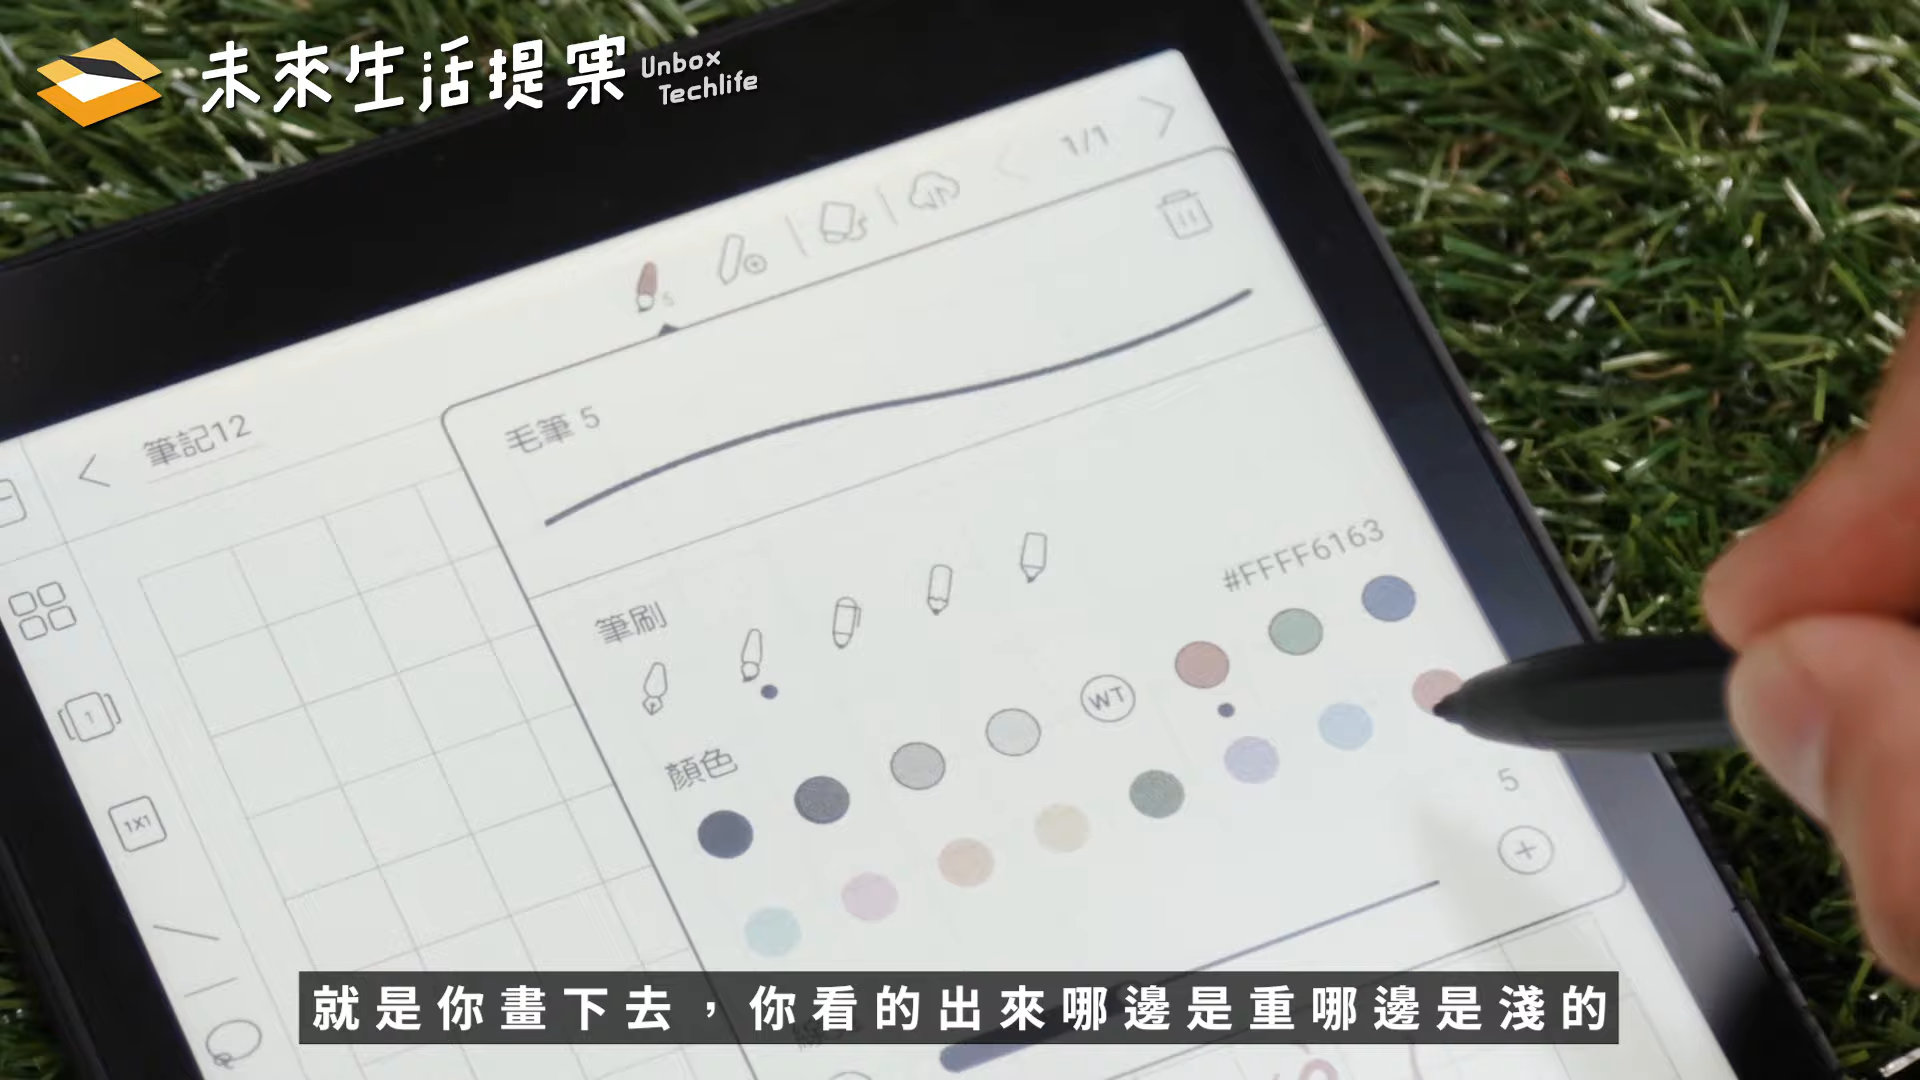 未來生活提案
Unbox
Techlife
1/1
筆記12
毛筆 5
5
筆刷
#FFFF6163
WT
顏色
1X1
T
5
就是你畫下去，你看的出來哪邊是重哪邊是淺的